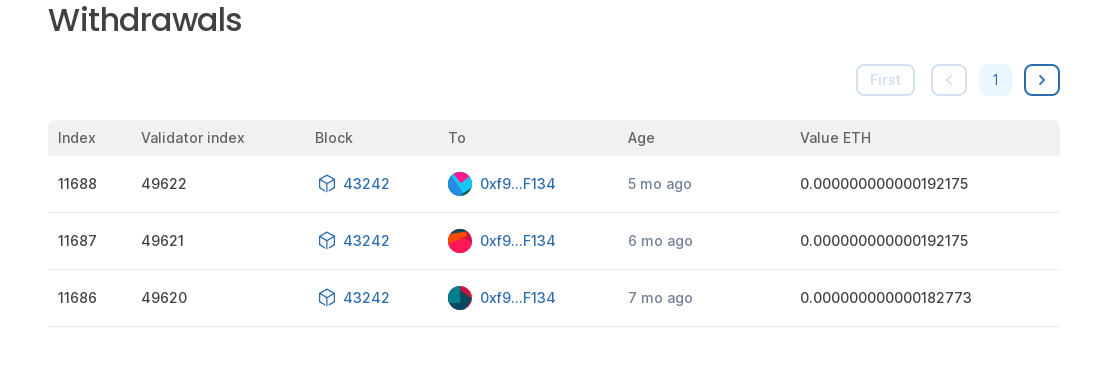 Withdrawals
First 1
Index Validator index Block To Age Value ETH
11688 49622 43242 0xf9...F134 5 mo ago 0.000000000000192175
11687 49621 43242 0xf9...F134 6 mo ago 0.000000000000192175
11686 49620 43242 0xf9...F134 7 mo ago 0.000000000000182773